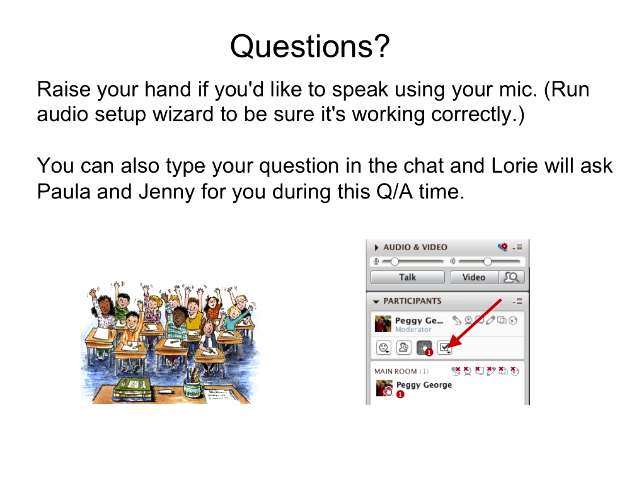 Questions?
Raise your hand if you'd like to speak using your mic. (Run
audio setup wizard to be sure it's working correctly.)
You can also type your question in the chat and Lorie will ask
Paula and Jenny for you during this Q/A time.
AUDIO & VIDEO
Talk Video
PARTICIPANTS
Peggy Ge...
Moderator
1
MAIN ROOM (1)
Peggy George
1